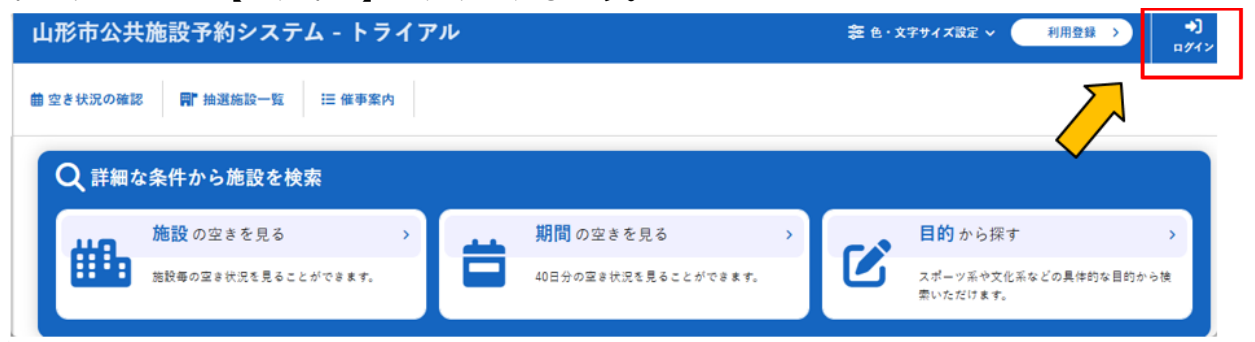 山形市公共施設予約システム - トライアル
色・文字サイズ設定
利用登録
ログイン
空き状況の確認
抽選施設一覧
催事案内
詳細な条件から施設を検索
施設 の空きを見る
施設毎の空き状況を見ることができます。
期間 の空きを見る
40日分の空き状況を見ることができます。
目的 から探す
スポーツ系や文化系などの具体的な目的から検
索いただけます。